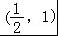 (1/2, 1)